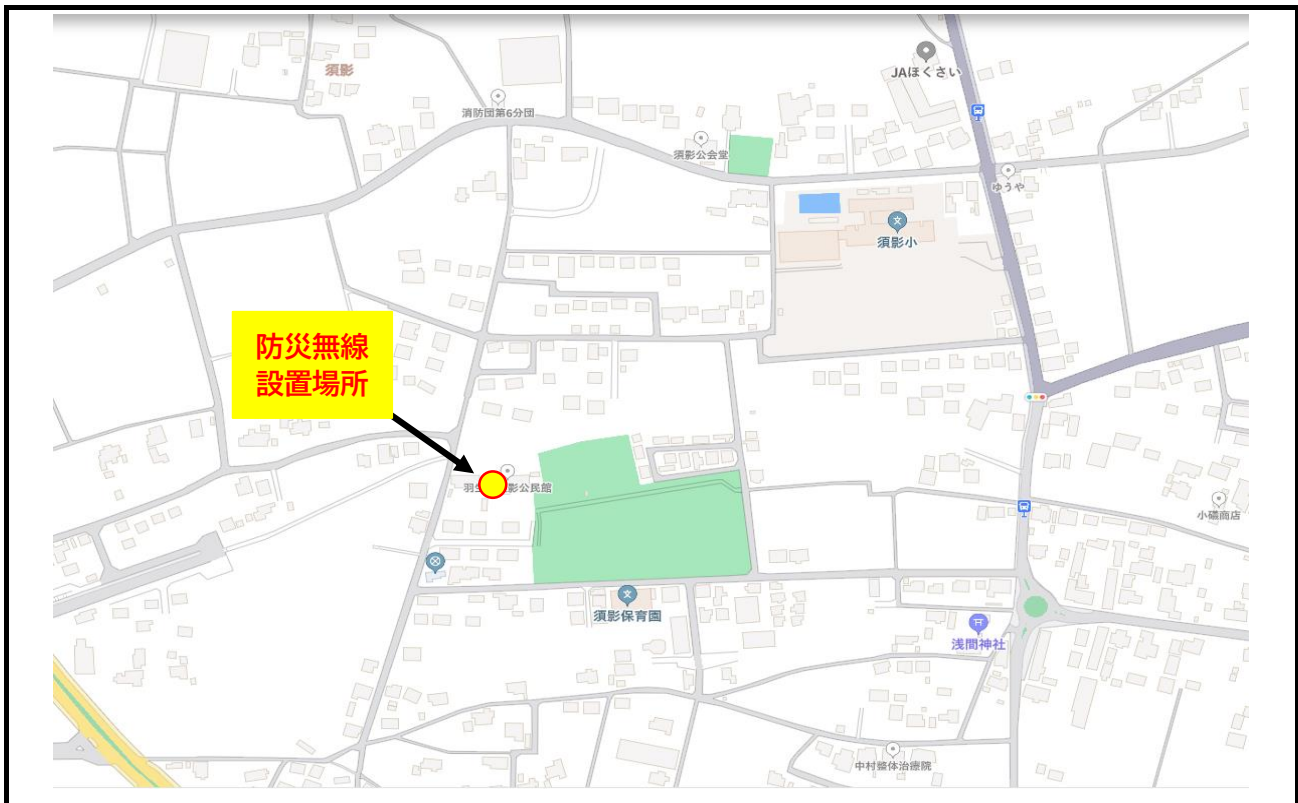 須影
JAほくさい
消防団第6分団
須影公会堂
ゆうや
須影小
防災無線
設置場所
羽生 影公民館
小礒商店
須影保育園
浅間神社
中村整体治療院